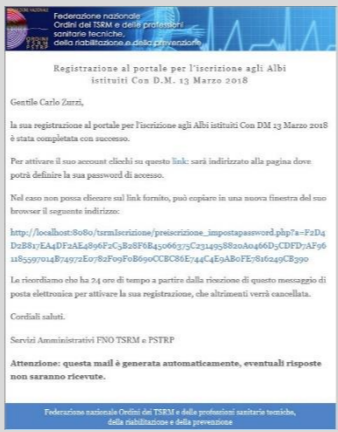 Federazione nazionale
Ordini dei TSRM e delle professioni
sanitarie tecniche,
della riabilitazione e della prevenzione
Registrazione al portale per l'iscrizione agli Albi
istituiti Con D.M. 13 Marzo 2018
Gentile Carlo Zurzi,
la sua registrazione al portale per l'iscrizione agli Albi istituiti Con DM 13 Marzo 2018
è stata completata con successo.
Per attivare il suo account clicchi su questo link: sarà indirizzato alla pagina dove
potrà definire la sua password di accesso.
Nel caso non possa cliccare sul link fornito, può copiare in una nuova finestra del suo
browser il seguente indirizzo:
http://localhost:8080/tsrmIscrizione/preiscrizione_impostapassword.php?a=F2D4
Le ricordiamo che ha 24 ore di tempo a partire dalla ricezione di questo messaggio di
posta elettronica per attivare la sua registrazione, che altrimenti verrà cancellata.
Cordiali saluti.
Servizi Amministrativi FNO TSRM e PSTRP
Attenzione: questa mail è generata automaticamente, eventuali risposte
non saranno ricevute.
Federazione nazionale Ordini dei TSRM e delle professioni sanitarie tecniche,
della riabilitazione e della prevenzione